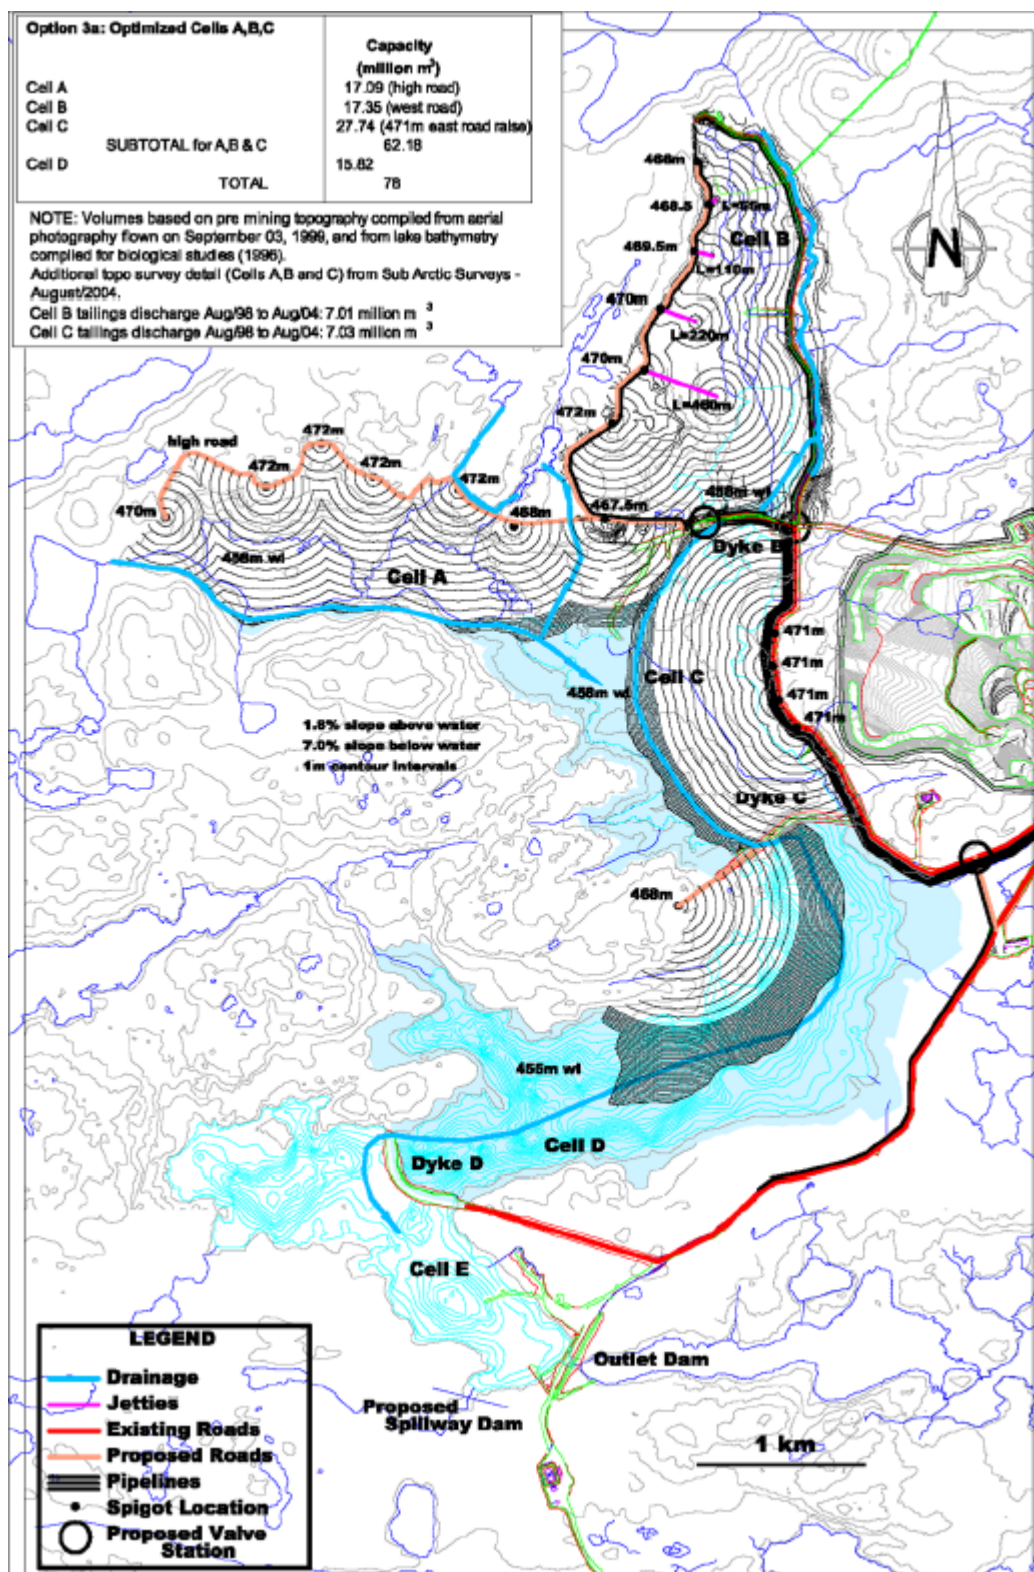 Option 3a: Optimized Cells A,B,C
Capacity
(million m³)
Cell A 17.09 (high road)
Cell B 17.35 (west road)
Cell C 27.74 (471m east road raise)
SUBTOTAL for A,B & C 62.18
Cell D 15.82
TOTAL 78
NOTE: Volumes based on pre mining topography compiled from aerial
photography flown on September 03, 1999, and from lake bathymetry
compiled for biological studies (1996).
Additional topo survey detail (Cells A,B and C) from Sub Arctic Surveys -
August/2004.
Cell B tailings discharge Aug/98 to Aug/04: 7.01 million m ³
Cell C tailings discharge Aug/98 to Aug/04: 7.03 million m ³
N
466m
468.5
Cell B
469.5m
L=110m
470m
L=220m
470m
L=460m
472m
472m
high road
472m
472m
472m
470m
468m
467.5m
458m wl
458m wl
Dyke B
Cell A
471m
471m
471m
471m
Cell C
458m wl
1.8% slope above water
7.0% slope below water
1m contour intervals
Dyke C
468m
455m wl
Cell D
Dyke D
Cell E
Outlet Dam
Proposed
Spillway Dam
1 km
LEGEND
Drainage
Jetties
Existing Roads
Proposed Roads
Pipelines
Spigot Location
Proposed Valve
Station